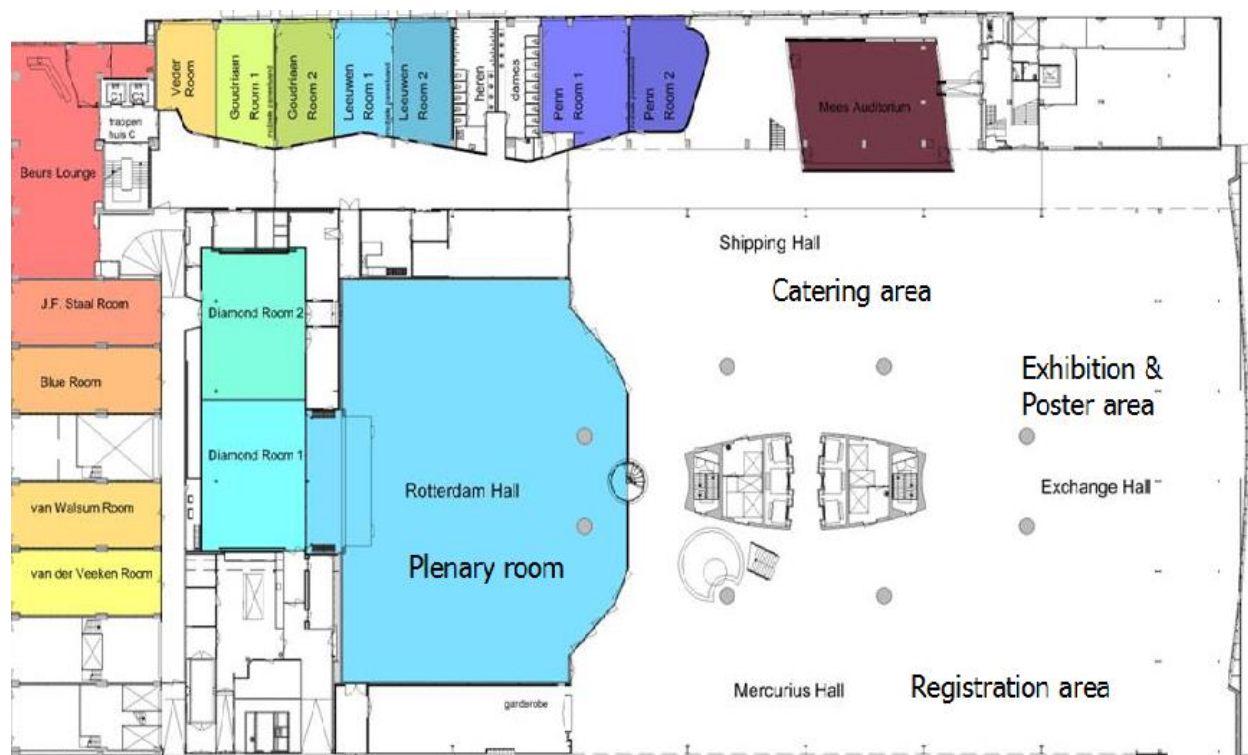 Veder
Room
Goudriaan
Room 1
Goudriaan
Room 2
Leeuwen
Room 1
Leeuwen
Room 2
heren
dames
Penn
Room 1
Penn
Room 2
Mees Auditorium
trappen
huis C
Beurs Lounge
Shipping Hall
Catering area
J.F. Staal Room
Diamond Room 2
Blue Room
Exhibition &
Poster area
Diamond Room 1
Rotterdam Hall
Exchange Hall
van Walsum Room
Plenary room
van der Veeken Room
Mercurius Hall
Registration area
garderobe